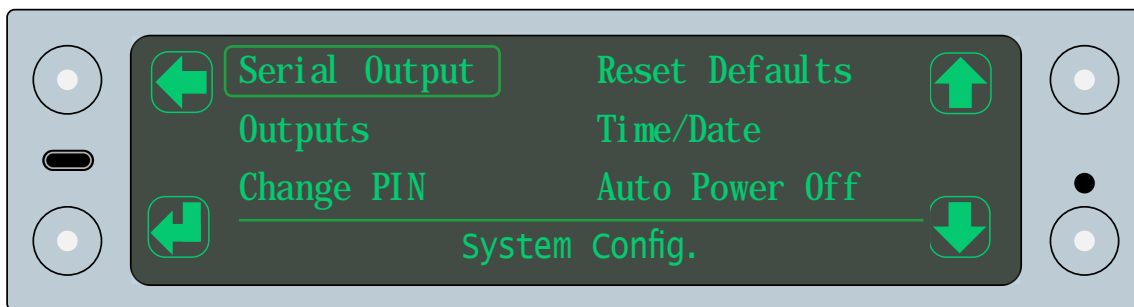 Serial Output
Reset Defaults
Outputs
Time/Date
Change PIN
Auto Power Off
System Config.